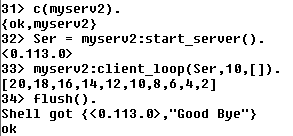 31> c(myserv2).
{ok,myserv2}
32> Ser = myserv2:start_server().
<0.113.0>
33> myserv2:client_loop(Ser,10,[]).
[20,18,16,14,12,10,8,6,4,2]
34> flush().
Shell got {<0.113.0>,"Good Bye"}
ok